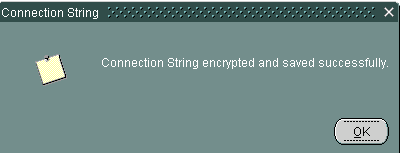 Connection String
Connection String encrypted and saved successfully.
OK